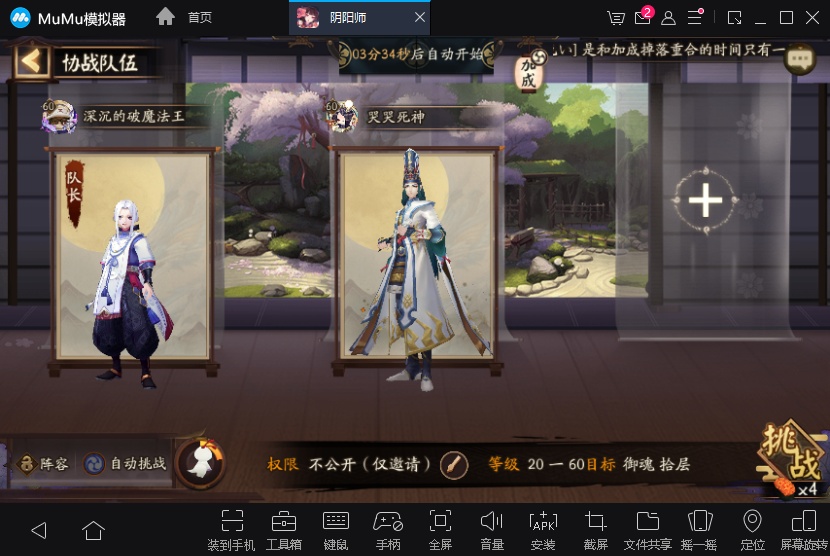 MuMu模拟器
首页
阴阳师
2
协战队伍
03分34秒后自动开始
加成
い] 是和加成掉落重合的时间只有一
60
深沉的破魔法王
60
哭哭死神
队长
阵容
自动挑战
权限 不公开（仅邀请）
等级 20 一 60目标 御魂 拾层
挑战
x4
装到手机
工具箱
键鼠
手柄
全屏
音量
APK
安装
截屏
文件共享
摇一摇
定位
屏幕旋转